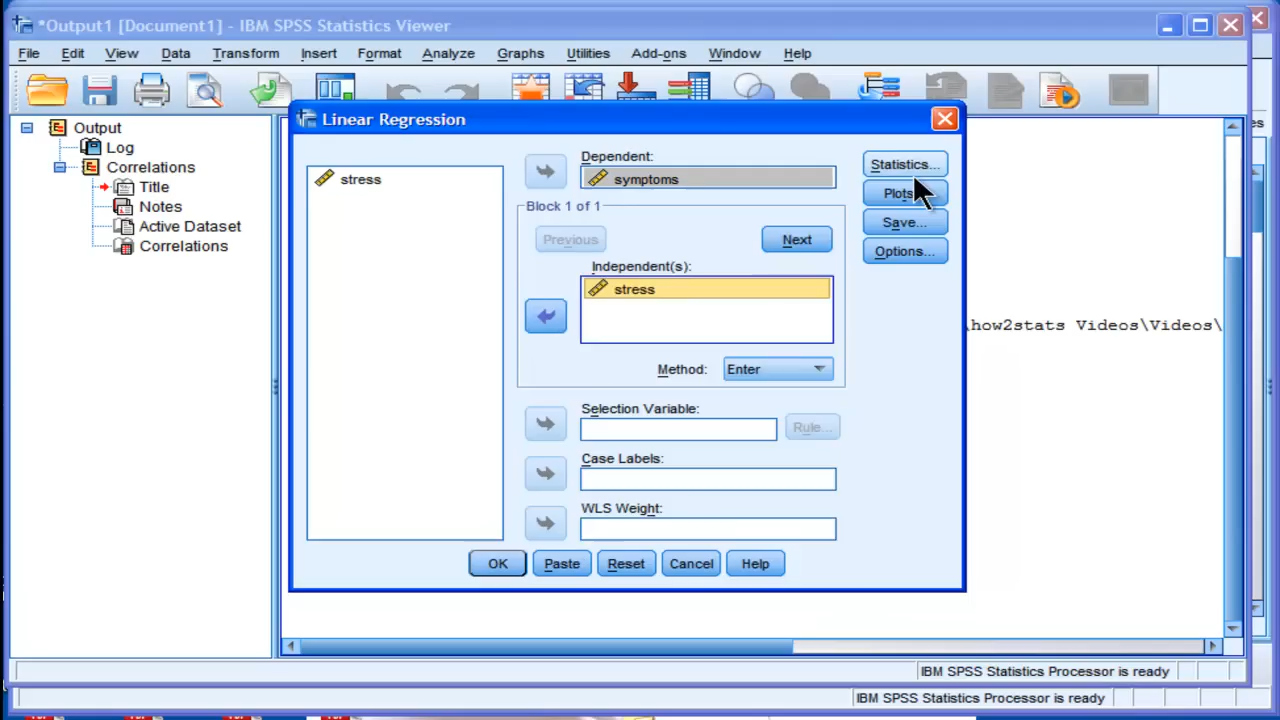 *Output1 [Document1] - IBM SPSS Statistics Viewer
File Edit View Data Transform Insert Format Analyze Graphs Utilities Add-ons Window Help
Output
Log
Correlations
Title
Notes
Active Dataset
Correlations
Linear Regression
stress
Dependent:
symptoms
Block 1 of 1
Previous Next
Independent(s):
stress
Method: Enter
Selection Variable:
Rule...
Case Labels:
WLS Weight:
Statistics...
Plots
Save...
Options...
OK Paste Reset Cancel Help
\how2stats Videos\Videos\
IBM SPSS Statistics Processor is ready
IBM SPSS Statistics Processor is ready